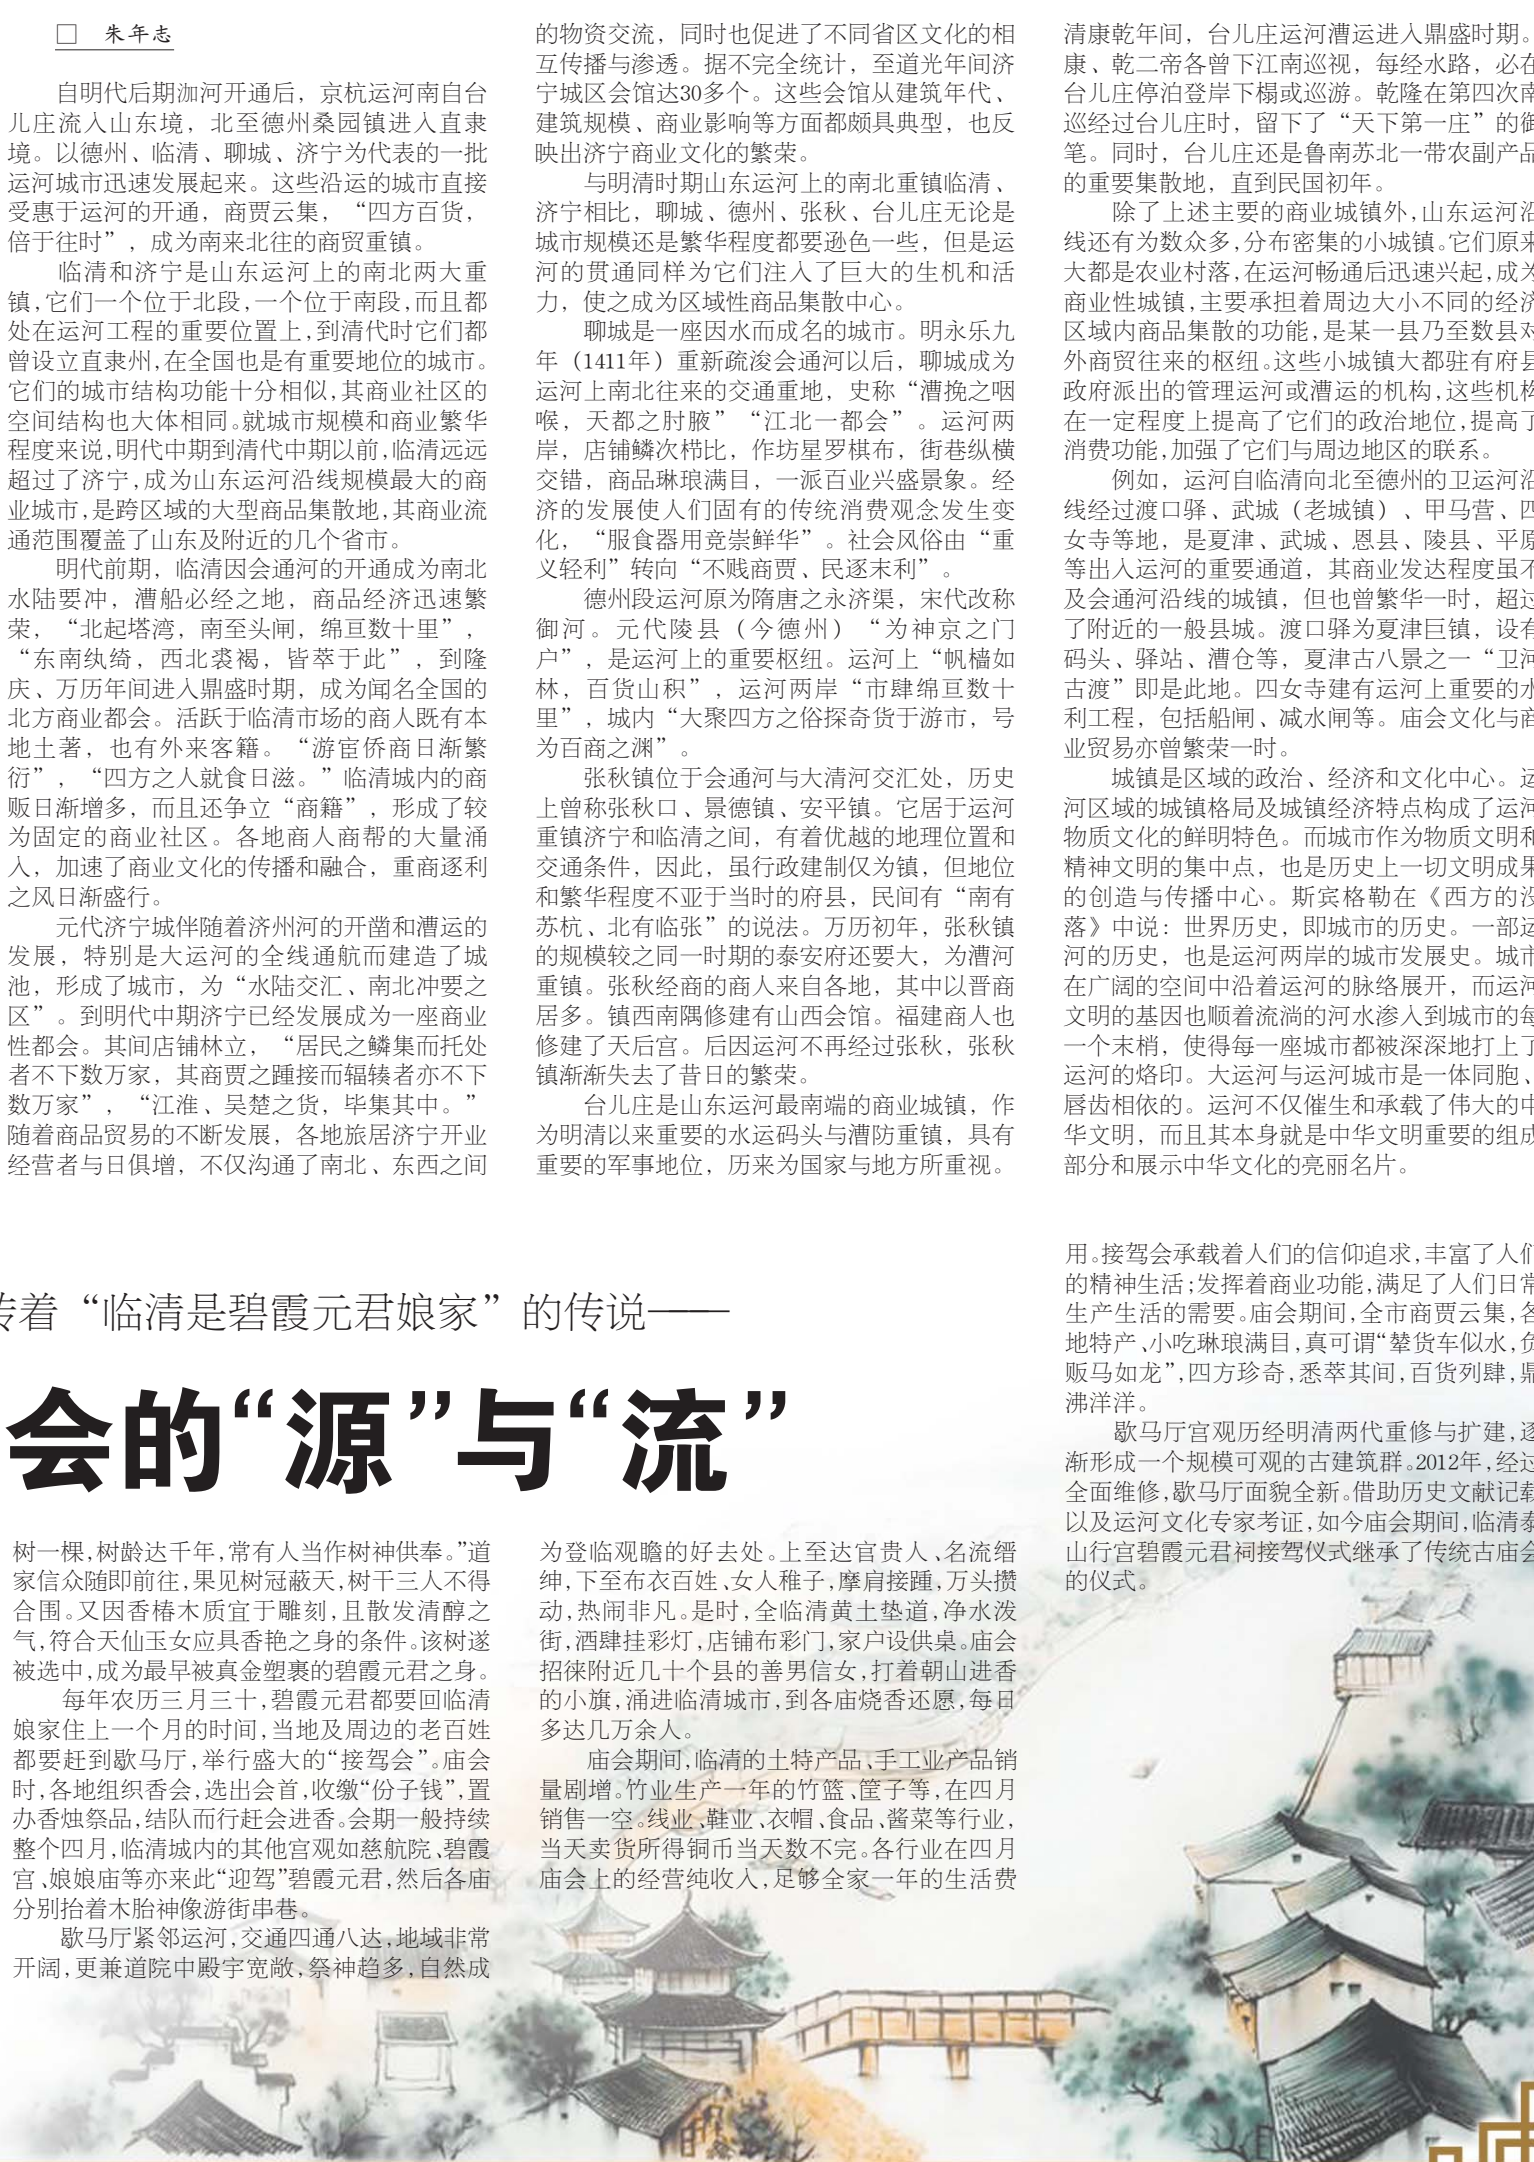 □ 朱年志
自明代后期泇河开通后，京杭运河南自台
儿庄流入山东境，北至德州桑园镇进入直隶
境。以德州、临清、聊城、济宁为代表的一批
运河城市迅速发展起来。这些沿运的城市直接
受惠于运河的开通，商贾云集，“四方百货，
倍于往时”，成为南来北往的商贸重镇。
临清和济宁是山东运河上的南北两大重
镇，它们一个位于北段，一个位于南段，而且都
处在运河工程的重要位置上，到清代时它们都
曾设立直隶州，在全国也是有重要地位的城市。
它们的城市结构功能十分相似，其商业社区的
空间结构也大体相同。就城市规模和商业繁华
程度来说，明代中期到清代中期以前，临清远远
超过了济宁，成为山东运河沿线规模最大的商
业城市，是跨区域的大型商品集散地，其商业流
通范围覆盖了山东及附近的几个省市。
明代前期，临清因会通河的开通成为南北
水陆要冲，漕船必经之地，商品经济迅速繁
荣，“北起塔湾，南至头闸，绵亘数十里”，
“东南纨绮，西北裘褐，皆萃于此”，到隆
庆、万历年间进入鼎盛时期，成为闻名全国的
北方商业都会。活跃于临清市场的商人既有本
地土著，也有外来客籍。“游宦侨商日渐繁
衍”，“四方之人就食日滋。”临清城内的商
贩日渐增多，而且还争立“商籍”，形成了较
为固定的商业社区。各地商人商帮的大量涌
入，加速了商业文化的传播和融合，重商逐利
之风日渐盛行。
元代济宁城伴随着济州河的开凿和漕运的
发展，特别是大运河的全线通航而建造了城
池，形成了城市，为“水陆交汇、南北冲要之
区”。到明代中期济宁已经发展成为一座商业
性都会。其间店铺林立，“居民之鳞集而托处
者不下数万家，其商贾之踵接而辐辏者亦不下
数万家”，“江淮、吴楚之货，毕集其中。”
随着商品贸易的不断发展，各地旅居济宁开业
经营者与日俱增，不仅沟通了南北、东西之间
的物资交流，同时也促进了不同省区文化的相
互传播与渗透。据不完全统计，至道光年间济
宁城区会馆达30多个。这些会馆从建筑年代、
建筑规模、商业影响等方面都颇具典型，也反
映出济宁商业文化的繁荣。
与明清时期山东运河上的南北重镇临清、
济宁相比，聊城、德州、张秋、台儿庄无论是
城市规模还是繁华程度都要逊色一些，但是运
河的贯通同样为它们注入了巨大的生机和活
力，使之成为区域性商品集散中心。
聊城是一座因水而成名的城市。明永乐九
年（1411年）重新疏浚会通河以后，聊城成为
运河上南北往来的交通重地，史称“漕挽之咽
喉，天都之肘腋”“江北一都会”。运河两
岸，店铺鳞次栉比，作坊星罗棋布，街巷纵横
交错，商品琳琅满目，一派百业兴盛景象。经
济的发展使人们固有的传统消费观念发生变
化，“服食器用竞崇鲜华”。社会风俗由“重
义轻利”转向“不贱商贾、民逐末利”。
德州段运河原为隋唐之永济渠，宋代改称
御河。元代陵县（今德州）“为神京之门
户”，是运河上的重要枢纽。运河上“帆樯如
林，百货山积”，运河两岸“市肆绵亘数十
里”，城内“大聚四方之俗探奇货于游市，号
为百商之渊”。
张秋镇位于会通河与大清河交汇处，历史
上曾称张秋口、景德镇、安平镇。它居于运河
重镇济宁和临清之间，有着优越的地理位置和
交通条件，因此，虽行政建制仅为镇，但地位
和繁华程度不亚于当时的府县，民间有“南有
苏杭、北有临张”的说法。万历初年，张秋镇
的规模较之同一时期的泰安府还要大，为漕河
重镇。张秋经商的商人来自各地，其中以晋商
居多。镇西南隅修建有山西会馆。福建商人也
修建了天后宫。后因运河不再经过张秋，张秋
镇渐渐失去了昔日的繁荣。
台儿庄是山东运河最南端的商业城镇，作
为明清以来重要的水运码头与漕防重镇，具有
重要的军事地位，历来为国家与地方所重视。
清康乾年间，台儿庄运河漕运进入鼎盛时期。
康、乾二帝各曾下江南巡视，每经水路，必在
台儿庄停泊登岸下榻或巡游。乾隆在第四次南
巡经过台儿庄时，留下了“天下第一庄”的御
笔。同时，台儿庄还是鲁南苏北一带农副产品
的重要集散地，直到民国初年。
除了上述主要的商业城镇外，山东运河沿
线还有为数众多，分布密集的小城镇。它们原来
大都是农业村落，在运河畅通后迅速兴起，成为
商业性城镇，主要承担着周边大小不同的经济
区域内商品集散的功能，是某一县乃至数县对
外商贸往来的枢纽。这些小城镇大都驻有府县
政府派出的管理运河或漕运的机构，这些机构
在一定程度上提高了它们的政治地位，提高了
消费功能，加强了它们与周边地区的联系。
例如，运河自临清向北至德州的卫运河沿
线经过渡口驿、武城（老城镇）、甲马营、四
女寺等地，是夏津、武城、恩县、陵县、平原
等出入运河的重要通道，其商业发达程度虽不
及会通河沿线的城镇，但也曾繁华一时，超过
了附近的一般县城。渡口驿为夏津巨镇，设有
码头、驿站、漕仓等，夏津古八景之一“卫河
古渡”即是此地。四女寺建有运河上重要的水
利工程，包括船闸、减水闸等。庙会文化与商
业贸易亦曾繁荣一时。
城镇是区域的政治、经济和文化中心。运
河区域的城镇格局及城镇经济特点构成了运河
物质文化的鲜明特色。而城市作为物质文明和
精神文明的集中点，也是历史上一切文明成果
的创造与传播中心。斯宾格勒在《西方的没
落》中说：世界历史，即城市的历史。一部运
河的历史，也是运河两岸的城市发展史。城市
在广阔的空间中沿着运河的脉络展开，而运河
文明的基因也顺着流淌的河水渗入到城市的每
一个末梢，使得每一座城市都被深深地打上了
运河的烙印。大运河与运河城市是一体同胞、
唇齿相依的。运河不仅催生和承载了伟大的中
华文明，而且其本身就是中华文明重要的组成
部分和展示中华文化的亮丽名片。
传着“临清是碧霞元君娘家”的传说——
会的“源”与“流”
树一棵，树龄达千年，常有人当作树神供奉。”道
家信众随即前往，果见树冠蔽天，树干三人不得
合围。又因香椿木质宜于雕刻，且散发清醇之
气，符合天仙玉女应具香艳之身的条件。该树遂
被选中，成为最早被真金塑裹的碧霞元君之身。
每年农历三月三十，碧霞元君都要回临清
娘家住上一个月的时间，当地及周边的老百姓
都要赶到歇马厅，举行盛大的“接驾会”。庙会
时，各地组织香会，选出会首，收缴“份子钱”，置
办香烛祭品，结队而行赶会进香。会期一般持续
整个四月，临清城内的其他宫观如慈航院、碧霞
宫、娘娘庙等亦来此“迎驾”碧霞元君，然后各庙
分别抬着木胎神像游街串巷。
歇马厅紧邻运河，交通四通八达，地域非常
开阔，更兼道院中殿宇宽敞，祭神趋多，自然成
为登临观瞻的好去处。上至达官贵人、名流缙
绅，下至布衣百姓、女人稚子，摩肩接踵，万头攒
动，热闹非凡。是时，全临清黄土垫道，净水泼
街，酒肆挂彩灯，店铺布彩门，家户设供桌。庙会
招徕附近几十个县的善男信女，打着朝山进香
的小旗，涌进临清城市，到各庙烧香还愿，每日
多达几万余人。
庙会期间，临清的土特产品、手工业产品销
量剧增。竹业生产一年的竹篮、筐子等，在四月
销售一空。线业、鞋业、衣帽、食品、酱菜等行业，
当天卖货所得铜币当天数不完。各行业在四月
庙会上的经营纯收入，足够全家一年的生活费
用。接驾会承载着人们的信仰追求，丰富了人们
的精神生活；发挥着商业功能，满足了人们日常
生产生活的需要。庙会期间，全市商贾云集，各
地特产、小吃琳琅满目，真可谓“辇货车似水，负
贩马如龙”，四方珍奇，悉萃其间，百货列肆，鼎
沸洋洋。
歇马厅宫观历经明清两代重修与扩建，逐
渐形成一个规模可观的古建筑群。2012年，经过
全面维修，歇马厅面貌全新。借助历史文献记载
以及运河文化专家考证，如今庙会期间，临清泰
山行宫碧霞元君祠接驾仪式继承了传统古庙会
的仪式。